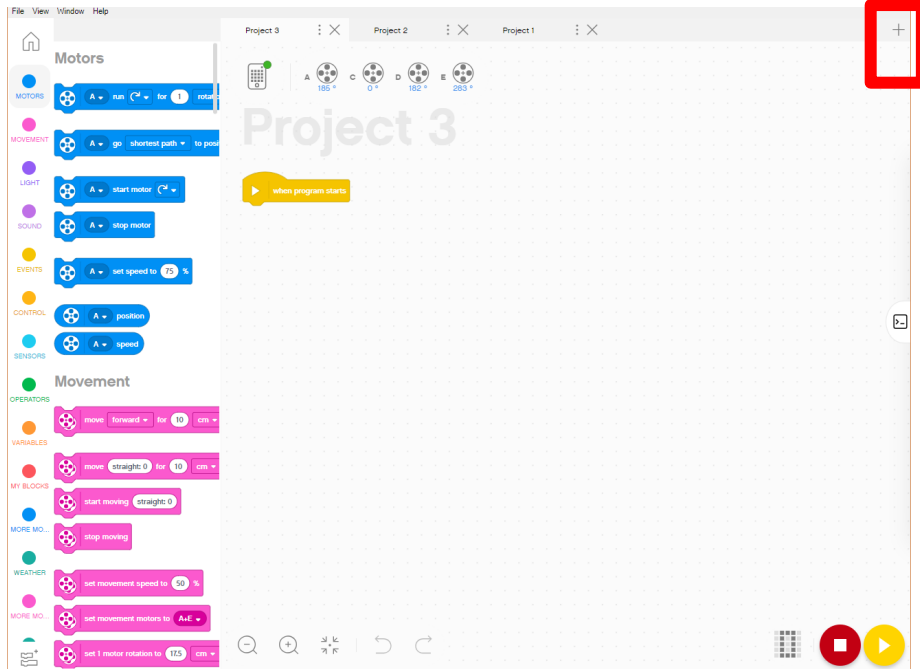 File View Window Help
Project 3 Project 2 Project 1
A C D E
185 ° 0 ° 182 ° 283 °
Project 3
when program starts
MOTORS
MOVEMENT
LIGHT
SOUND
EVENTS
CONTROL
SENSORS
OPERATORS
VARIABLES
MY BLOCKS
MORE MO...
WEATHER
MORE MO...
Motors
A run for 1
A go shortest path to
A start motor
A stop motor
A set speed to 75 %
A position
A speed
Movement
move forward for 10 cm
move straight: 0 for 10 cm
start moving straight: 0
stop moving
set movement speed to 50 %
set movement motors to A+E
set 1 motor rotation to 17.5 cm